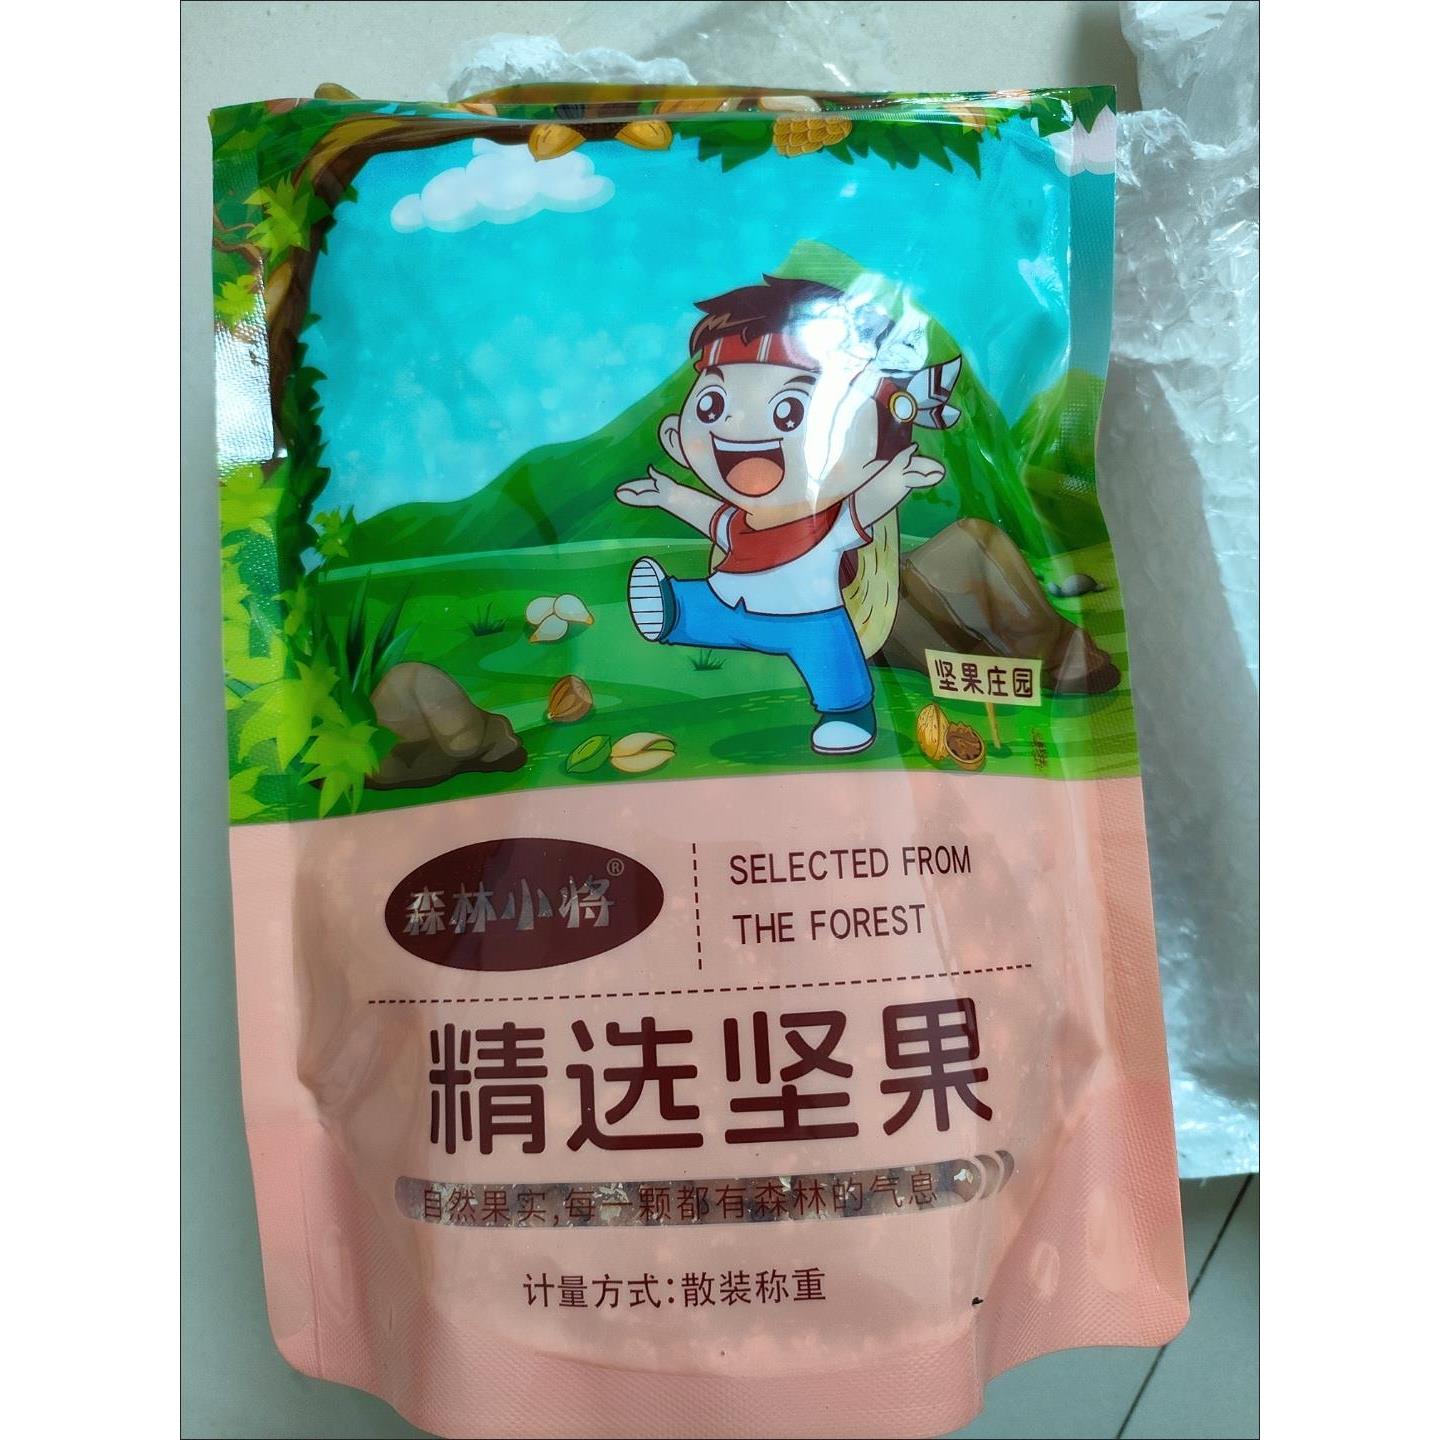 坚果庄园
森林小将®
SELECTED FROM
THE FOREST
精选坚果
自然果实,每一颗都有森林的气息
计量方式:散装称重